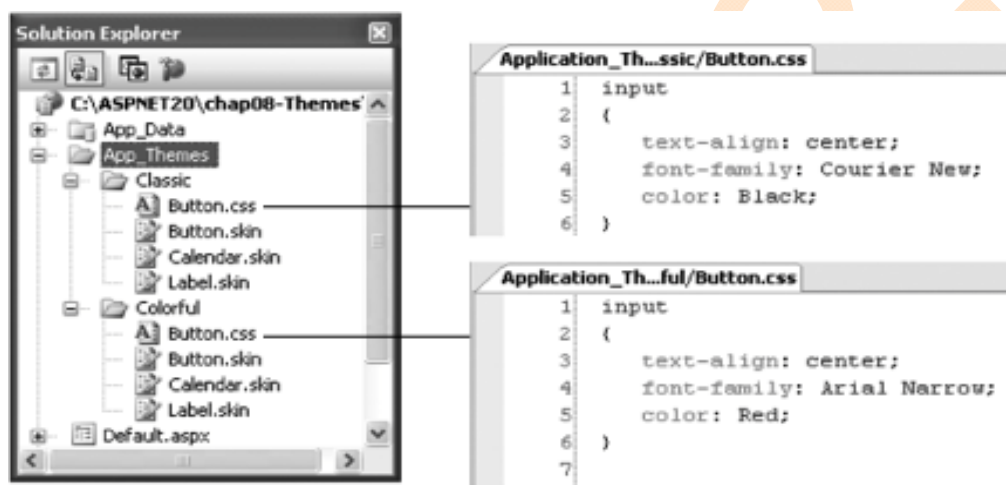 Solution Explorer
C:\ASPNET20\chap08-Themes
App_Data
App_Themes
Classic
Button.css
Button.skin
Calendar.skin
Label.skin
Colorful
Button.css
Button.skin
Calendar.skin
Label.skin
Default.aspx
Application_Th...ssic/Button.css
1 input
2 {
3 text-align: center;
4 font-family: Courier New;
5 color: Black;
6 }
Application_Th...ful/Button.css
1 input
2 {
3 text-align: center;
4 font-family: Arial Narrow;
5 color: Red;
6 }
7